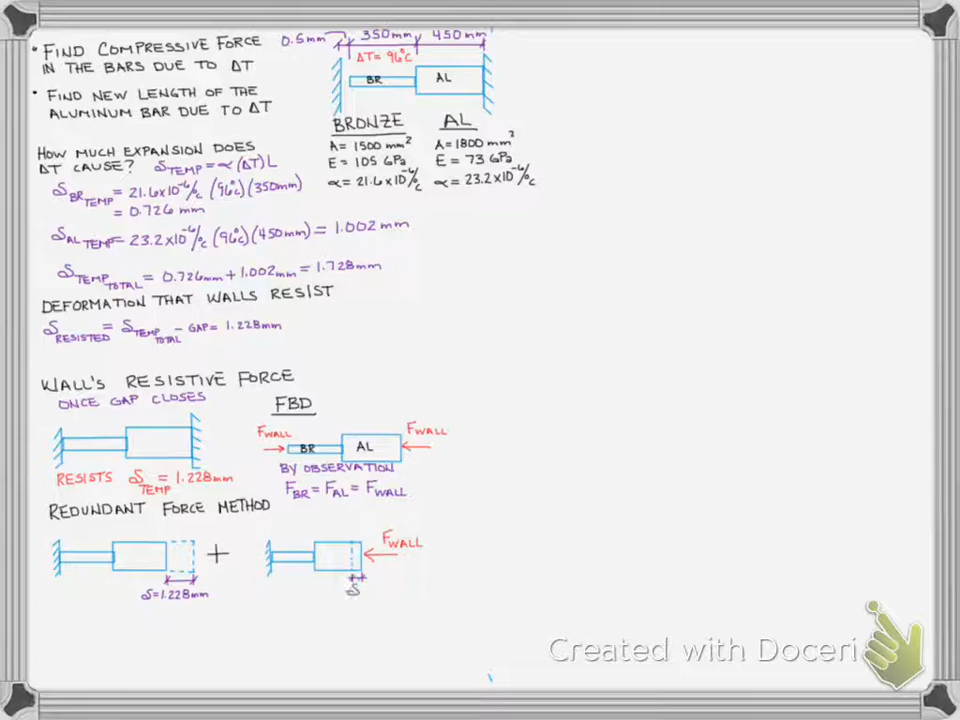 • FIND COMPRESSIVE FORCE
IN THE BARS DUE TO ΔT
• FIND NEW LENGTH OF THE
ALUMINUM BAR DUE TO ΔT
0.5mm 350mm 450mm
ΔT= 96°C
BR AL
BRONZE AL
A= 1500 mm² A= 1800 mm²
E = 105 GPa E = 73 GPa
α = 21.6x10⁻⁶/°C α = 23.2x10⁻⁶/°C
HOW MUCH EXPANSION DOES
ΔT CAUSE? δTEMP = α(ΔT)L
δBR TEMP = 21.6x10⁻⁶/°C (96°C)(350mm)
= 0.726 mm
δAL TEMP = 23.2x10⁻⁶/°C (96°C)(450mm) = 1.002mm
δTEMP TOTAL = 0.726mm + 1.002mm = 1.728mm
DEFORMATION THAT WALLS RESIST
δRESISTED = δTEMP TOTAL - GAP = 1.228mm
WALL'S RESISTIVE FORCE
ONCE GAP CLOSES
FBD
FWALL FWALL
BR AL
RESISTS δTEMP = 1.228mm
BY OBSERVATION
FBR = FAL = FWALL
REDUNDANT FORCE METHOD
+ FWALL
δ=1.228mm δ
Created with Doceri